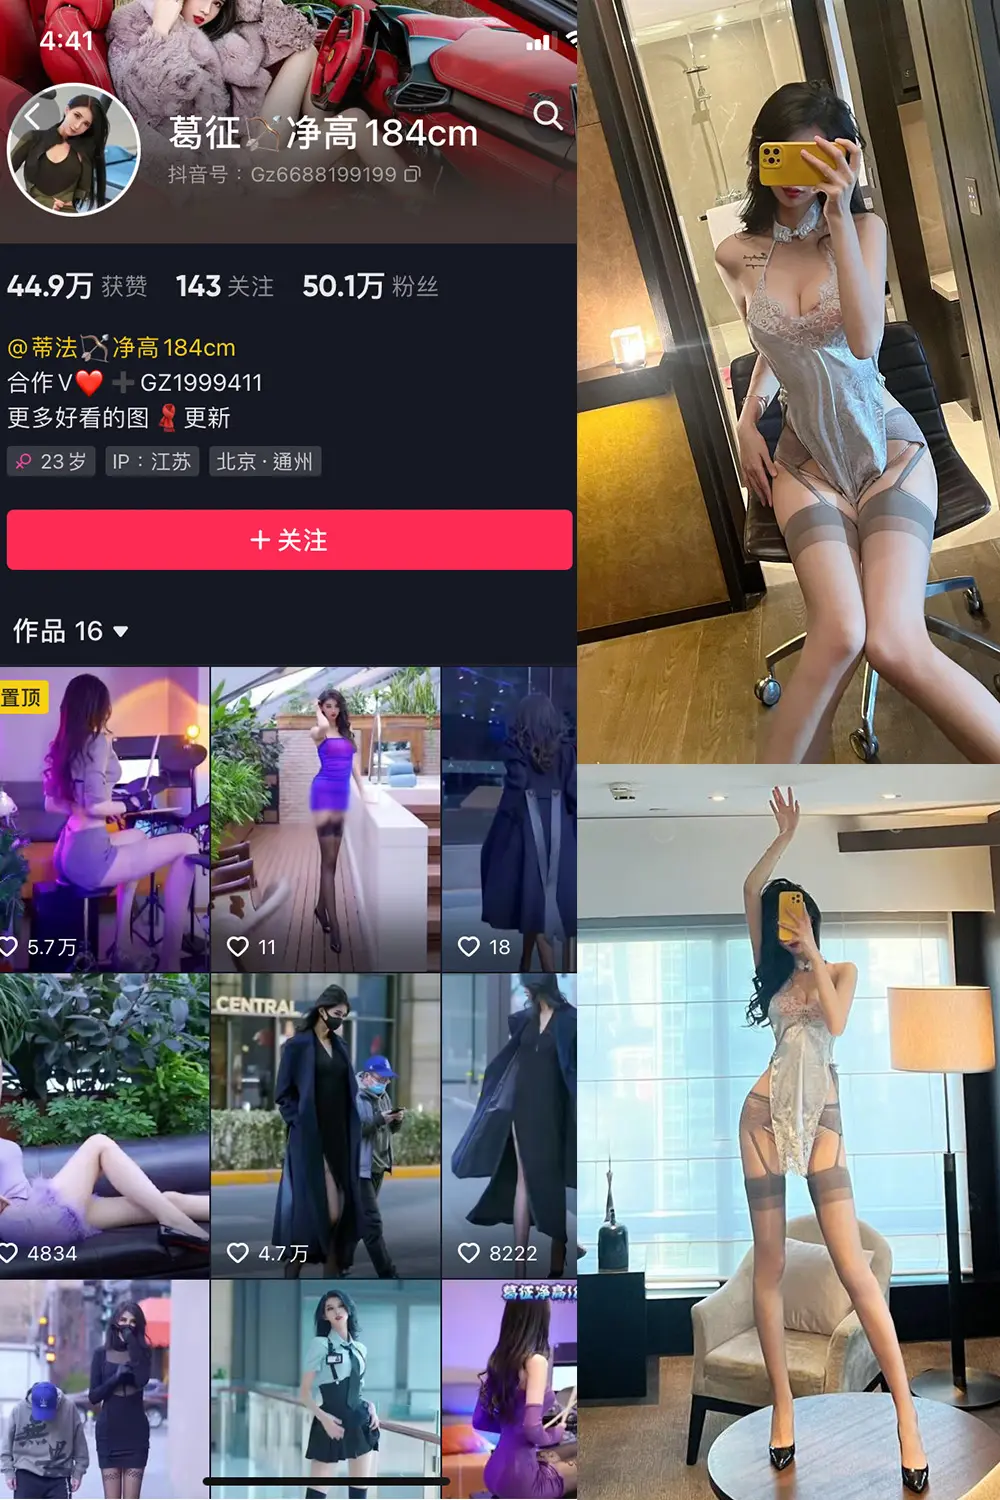 4:41
葛征🏹净高184cm
抖音号：Gz6688199199
44.9万 获赞 143 关注 50.1万 粉丝
@蒂法🏹净高184cm
合作V❤️➕GZ1999411
更多好看的图🧣更新
23岁 IP：江苏 北京·通州
+关注
作品 16
置顶
5.7万 11 18
CENTRAL
4834 4.7万 8222
葛征净高